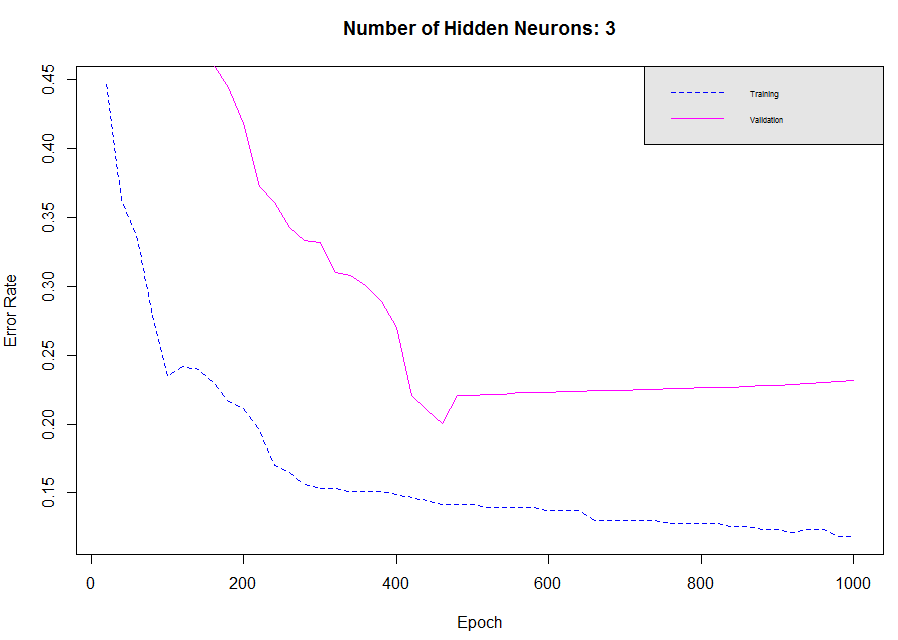 Number of Hidden Neurons: 3
Training
Validation
Error Rate
0.45
0.40
0.35
0.30
0.25
0.20
0.15
0 200 400 600 800 1000
Epoch